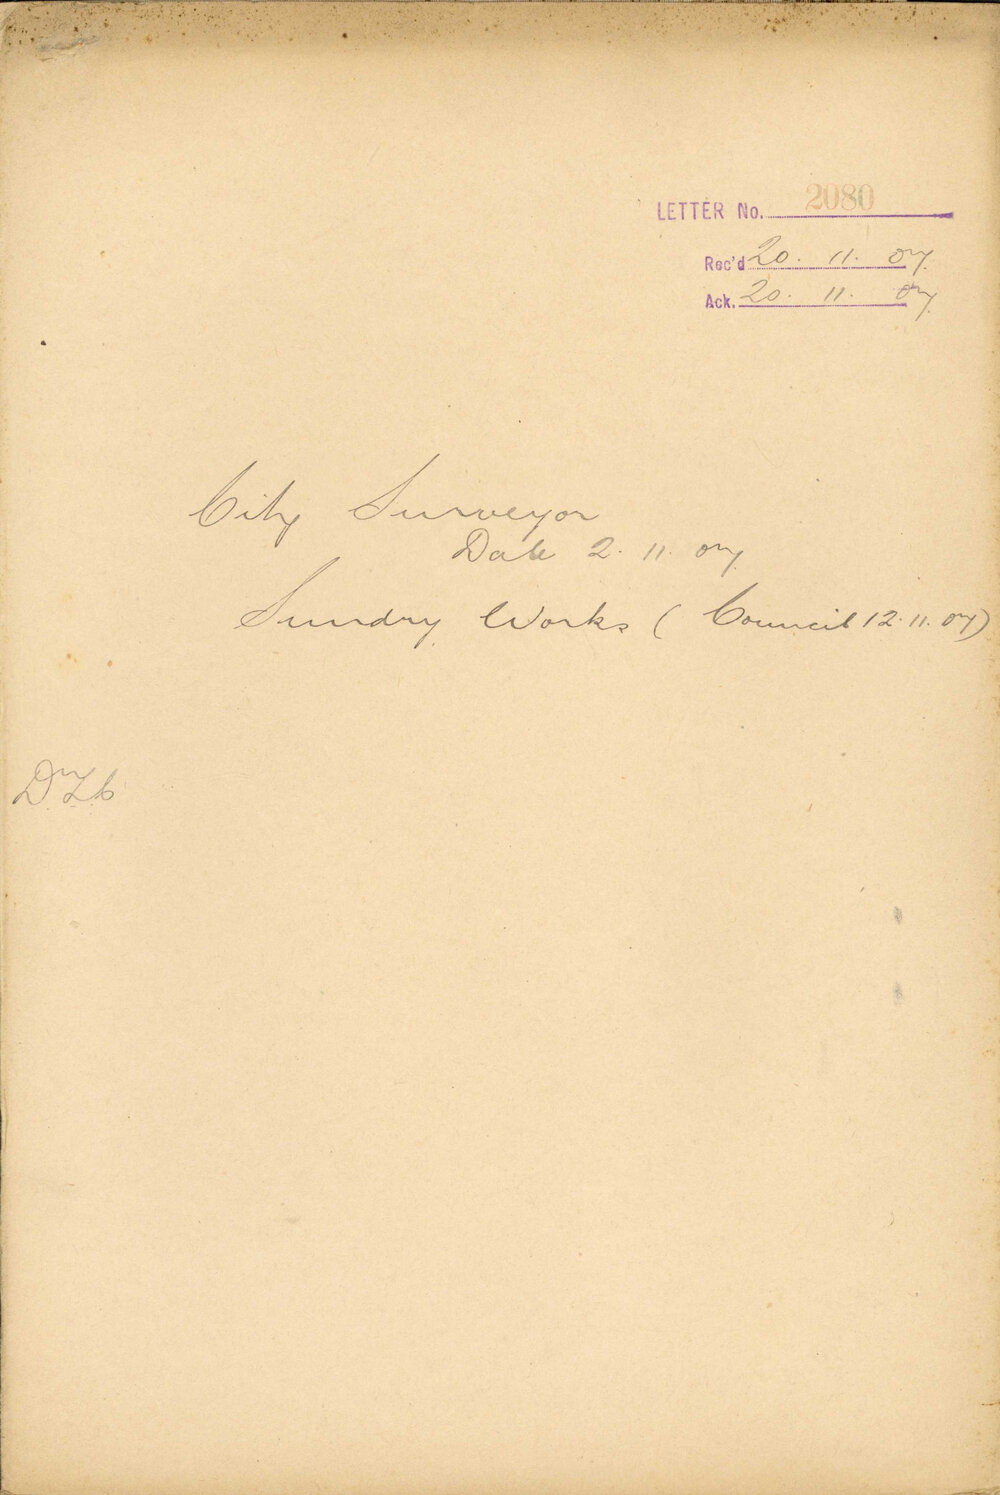 LETTER No. 2080
Rec'd 20. 11. 07.
Ack. 20. 11. 07.
City Surveyor
Date 2. 11. 07.
Sundry Works (Council 12. 11. 07)